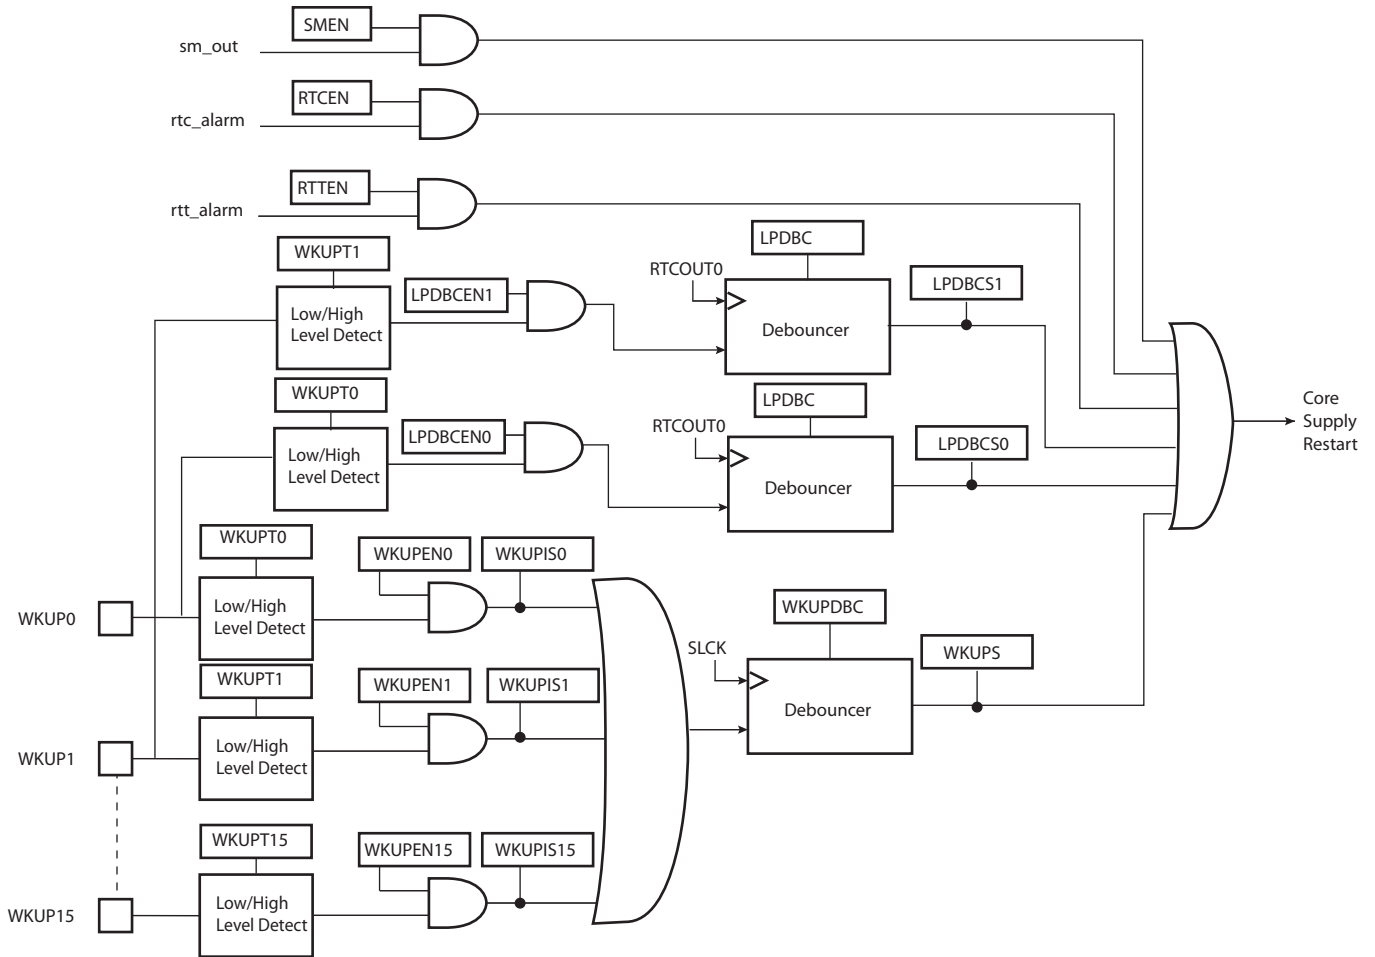 SMEN
sm_out
RTCEN
rtc_alarm
RTTEN
rtt_alarm
WKUPT1
Low/High
Level Detect
LPDBCEN1
RTCOUT0
LPDBC
Debouncer
LPDBCS1
WKUPT0
Low/High
Level Detect
LPDBCEN0
RTCOUT0
LPDBC
Debouncer
LPDBCS0
Core
Supply
Restart
WKUP0
WKUPT0
Low/High
Level Detect
WKUPEN0
WKUPIS0
WKUP1
WKUPT1
Low/High
Level Detect
WKUPEN1
WKUPIS1
SLCK
WKUPDBC
Debouncer
WKUPS
WKUP15
WKUPT15
Low/High
Level Detect
WKUPEN15
WKUPIS15